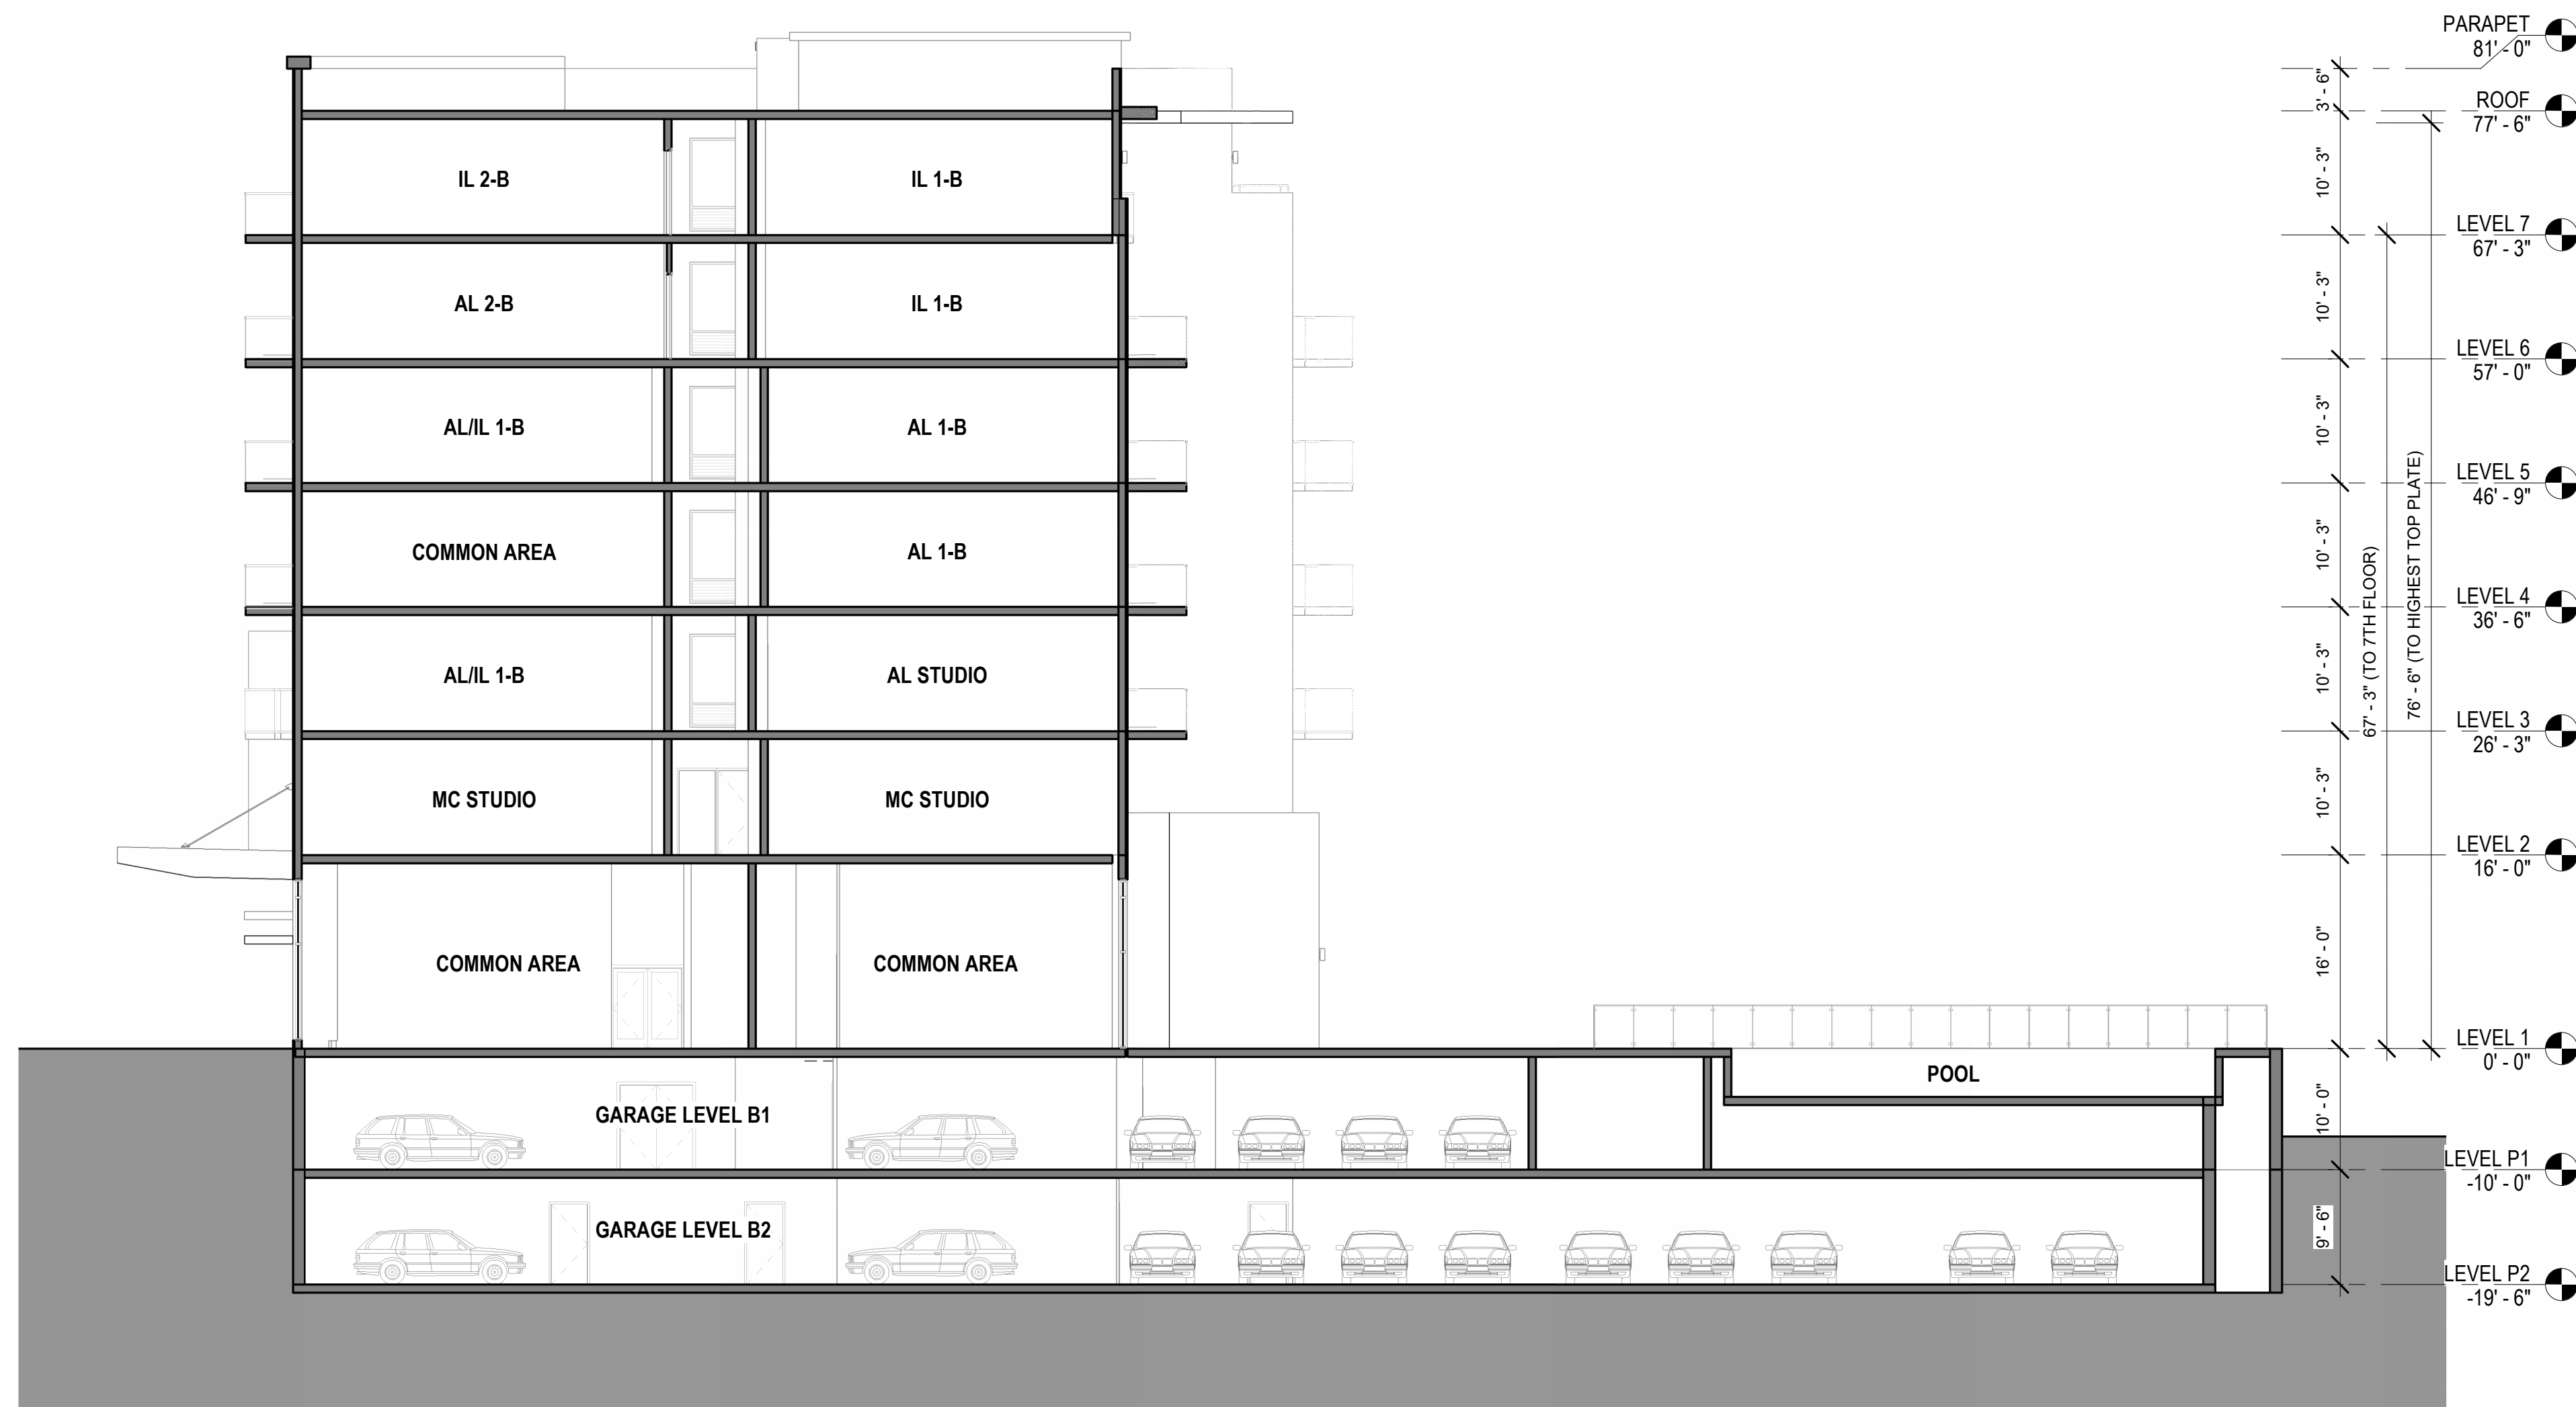 PARAPET
81' - 0"
3' - 6"
ROOF
77' - 6"
IL 2-B
IL 1-B
10' - 3"
LEVEL 7
67' - 3"
AL 2-B
IL 1-B
10' - 3"
LEVEL 6
57' - 0"
AL/IL 1-B
AL 1-B
10' - 3"
LEVEL 5
46' - 9"
COMMON AREA
AL 1-B
10' - 3"
67' - 3" (TO 7TH FLOOR)
76' - 6" (TO HIGHEST TOP PLATE)
LEVEL 4
36' - 6"
AL/IL 1-B
AL STUDIO
10' - 3"
LEVEL 3
26' - 3"
MC STUDIO
MC STUDIO
10' - 3"
LEVEL 2
16' - 0"
COMMON AREA
COMMON AREA
16' - 0"
LEVEL 1
0' - 0"
POOL
GARAGE LEVEL B1
10' - 0"
LEVEL P1
-10' - 0"
GARAGE LEVEL B2
9' - 6"
LEVEL P2
-19' - 6"